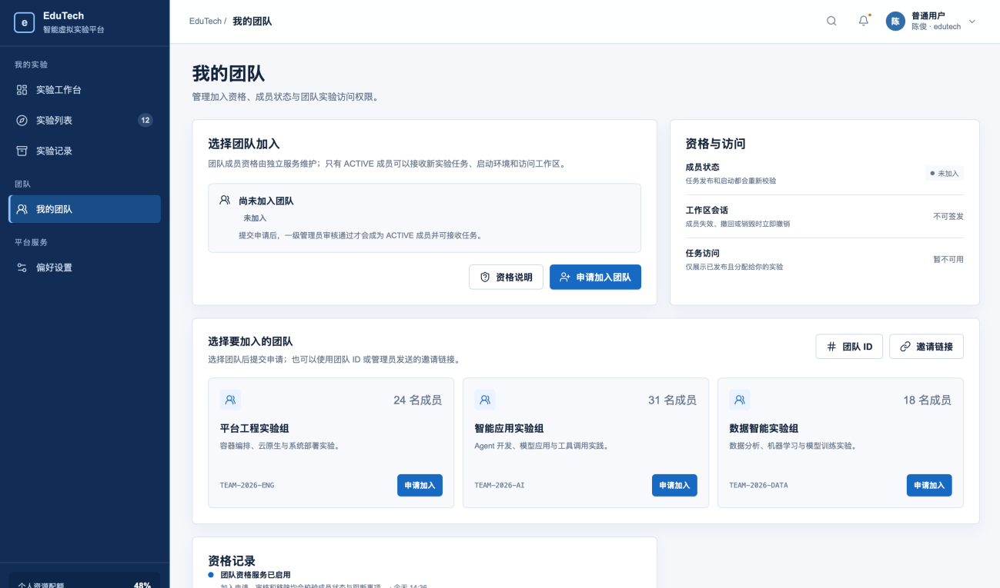 e
EduTech
智能虚拟实验平台
我的实验
实验工作台
实验列表
12
实验记录
团队
我的团队
平台服务
偏好设置
个人资源配额
48%
EduTech / 我的团队
陈
普通用户
陈俊 · edutech
我的团队
管理加入资格、成员状态与团队实验访问权限。
选择团队加入
团队成员资格由独立服务维护；只有 ACTIVE 成员可以接收新实验任务、启动环境和访问工作区。
尚未加入团队
未加入
提交申请后，一级管理员审核通过才会成为 ACTIVE 成员并可接收任务。
资格说明
申请加入团队
资格与访问
成员状态
任务发布和启动都会重新校验
未加入
工作区会话
成员失效、撤回或销毁时立即撤销
不可签发
任务访问
仅展示已发布且分配给你的实验
暂不可用
选择要加入的团队
选择团队后提交申请；也可以使用团队 ID 或管理员发送的邀请链接。
团队 ID
邀请链接
24 名成员
平台工程实验组
容器编排、云原生与系统部署实验。
TEAM-2026-ENG
申请加入
31 名成员
智能应用实验组
Agent 开发、模型应用与工具调用实践。
TEAM-2026-AI
申请加入
18 名成员
数据智能实验组
数据分析、机器学习与模型训练实验。
TEAM-2026-DATA
申请加入
资格记录
团队资格服务已启用
加入申请、审核和移除均会校验成员状态与阻断事项。 · 今天 14:36